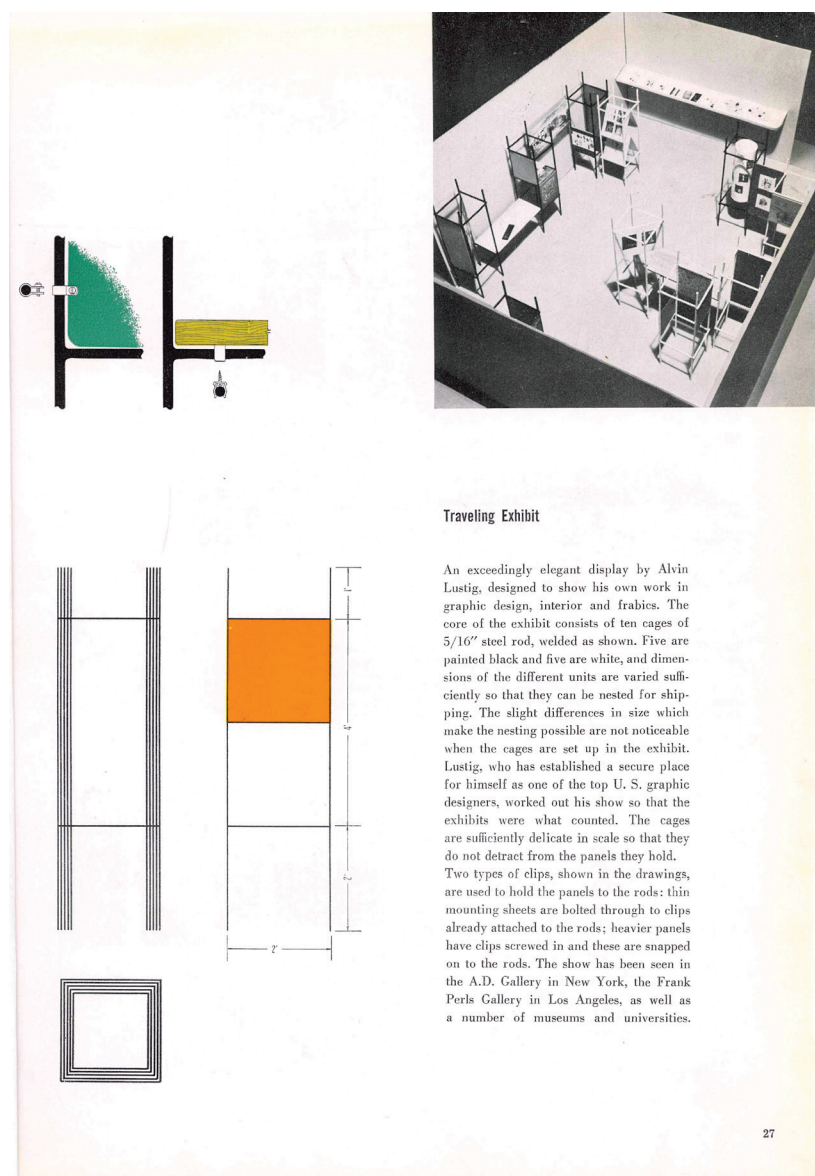 Traveling Exhibit
An exceedingly elegant display by Alvin
Lustig, designed to show his own work in
graphic design, interior and frabics. The
core of the exhibit consists of ten cages of
5/16″ steel rod, welded as shown. Five are
painted black and five are white, and dimen-
sions of the different units are varied suffi-
ciently so that they can be nested for ship-
ping. The slight differences in size which
make the nesting possible are not noticeable
when the cages are set up in the exhibit.
Lustig, who has established a secure place
for himself as one of the top U. S. graphic
designers, worked out his show so that the
exhibits were what counted. The cages
are sufficiently delicate in scale so that they
do not detract from the panels they hold.
Two types of clips, shown in the drawings,
are used to hold the panels to the rods: thin
mounting sheets are bolted through to clips
already attached to the rods; heavier panels
have clips screwed in and these are snapped
on to the rods. The show has been seen in
the A.D. Gallery in New York, the Frank
Perls Gallery in Los Angeles, as well as
a number of museums and universities.
1'
4'
2'
2'
27